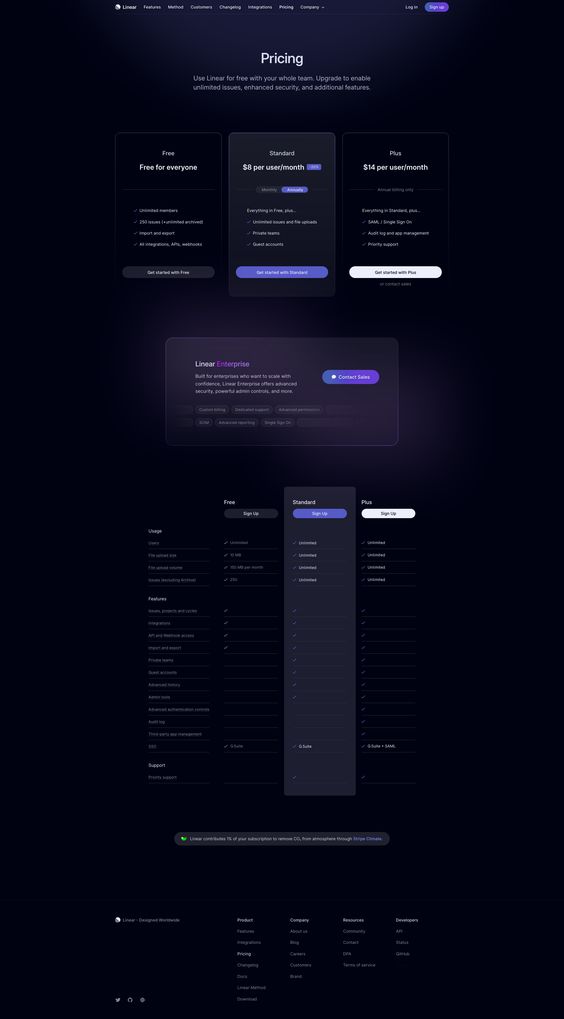 Linear Features Method Customers Changelog Integrations Pricing Company Log in Sign up
Pricing
Use Linear for free with your whole team. Upgrade to enable
unlimited issues, enhanced security, and additional features.
Free
Free for everyone
Unlimited members
250 issues (+unlimited archived)
Import and export
All integrations, APIs, webhooks
Get started with Free
Standard
$8 per user/month
Monthly Annually
Everything in Free, plus...
Unlimited issues and file uploads
Private teams
Guest accounts
Get started with Standard
Plus
$14 per user/month
Annual billing only
Everything in Standard, plus...
SAML / Single Sign On
Audit log and app management
Priority support
Get started with Plus
or contact sales
Linear Enterprise
Built for enterprises who want to scale with
confidence, Linear Enterprise offers advanced
security, powerful admin controls, and more.
Contact Sales
Custom billing Dedicated support Advanced permissions
SCIM Advanced reporting Single Sign On
Free Standard Plus
Sign Up Sign Up Sign Up
Usage
Users Unlimited Unlimited Unlimited
File upload size 10 MB Unlimited Unlimited
File upload volume 100 MB per month Unlimited Unlimited
Issues (excluding Archive) 250 Unlimited Unlimited
Features
Issues, projects and cycles
Integrations
API and Webhook access
Import and export
Private teams
Guest accounts
Advanced history
Admin tools
Advanced authentication controls
Audit log
Third-party app management
SSO G Suite G Suite G Suite + SAML
Support
Priority support
Linear contributes 1% of your subscription to remove CO₂ from atmosphere through Stripe Climate.
Linear - Designed Worldwide
Product
Features
Integrations
Pricing
Changelog
Docs
Linear Method
Download
Company
About us
Blog
Careers
Customers
Brand
Resources
Community
Contact
DPA
Terms of service
Developers
API
Status
GitHub